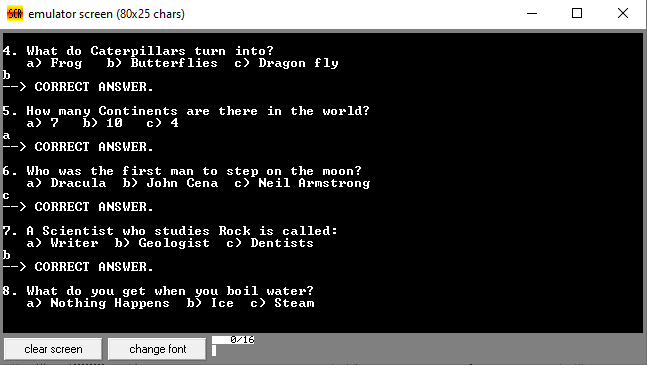 SCR emulator screen (80x25 chars)
4. What do Caterpillars turn into?
a) Frog b) Butterflies c) Dragon fly
b
--> CORRECT ANSWER.
5. How many Continents are there in the world?
a) 7 b) 10 c) 4
a
--> CORRECT ANSWER.
6. Who was the first man to step on the moon?
a) Dracula b) John Cena c) Neil Armstrong
c
--> CORRECT ANSWER.
7. A Scientist who studies Rock is called:
a) Writer b) Geologist c) Dentists
b
--> CORRECT ANSWER.
8. What do you get when you boil water?
a) Nothing Happens b) Ice c) Steam
clear screen change font 0/16